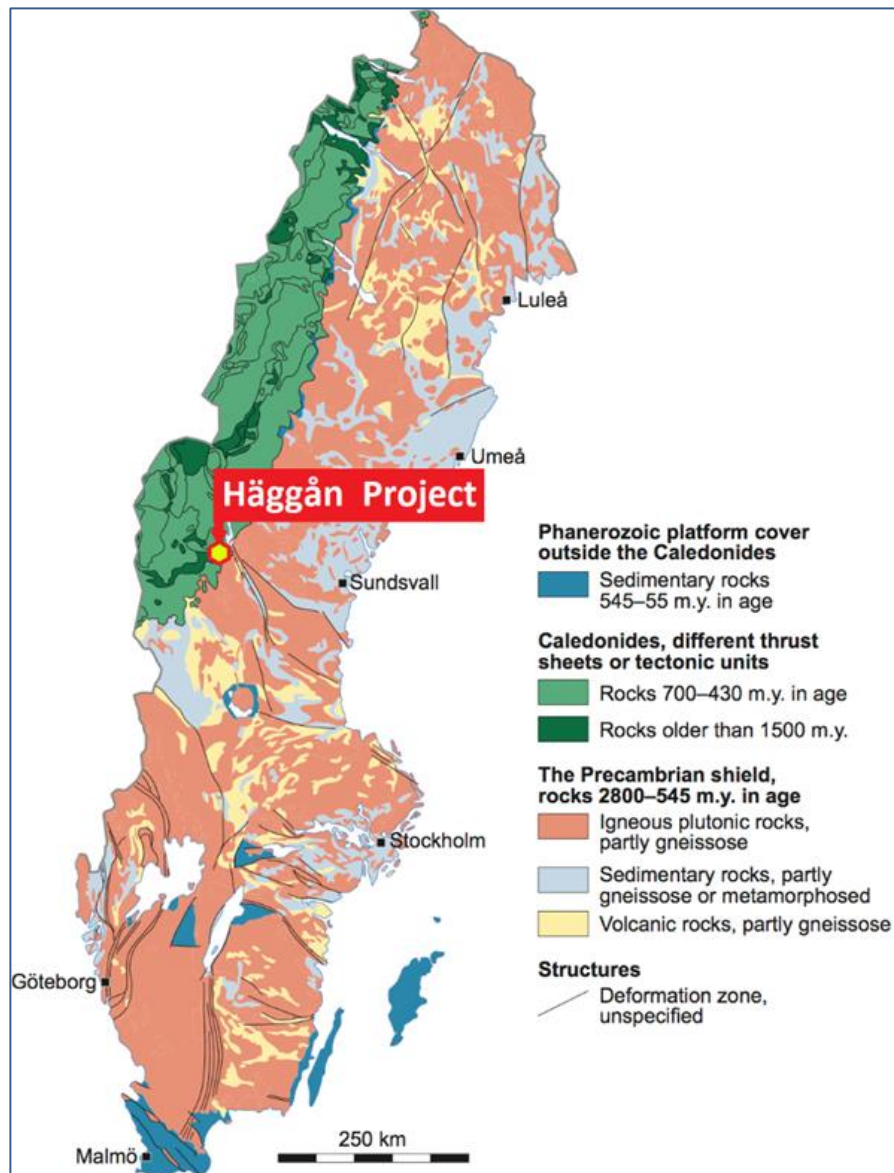 Luleå
Umeå
Häggån Project
Sundsvall
Stockholm
Göteborg
Malmö
250 km
Phanerozoic platform cover
outside the Caledonides
Sedimentary rocks
545–55 m.y. in age
Caledonides, different thrust
sheets or tectonic units
Rocks 700–430 m.y. in age
Rocks older than 1500 m.y.
The Precambrian shield,
rocks 2800–545 m.y. in age
Igneous plutonic rocks,
partly gneissose
Sedimentary rocks, partly
gneissose or metamorphosed
Volcanic rocks, partly gneissose
Structures
Deformation zone,
unspecified